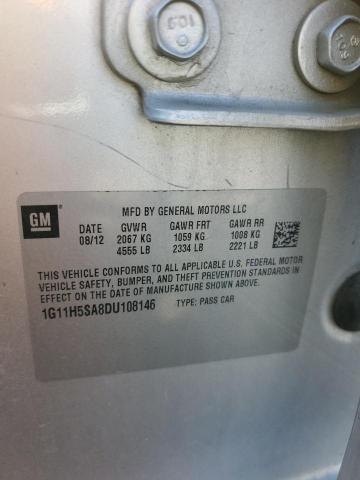 10.9
GM
MFD BY GENERAL MOTORS LLC
DATE GVWR GAWR FRT GAWR RR
08/12 2067 KG 1059 KG 1008 KG
4555 LB 2334 LB 2221 LB
THIS VEHICLE CONFORMS TO ALL APPLICABLE U.S. FEDERAL MOTOR
VEHICLE SAFETY, BUMPER, AND THEFT PREVENTION STANDARDS IN
EFFECT ON THE DATE OF MANUFACTURE SHOWN ABOVE.
1G11H5SA8DU108146 TYPE: PASS CAR